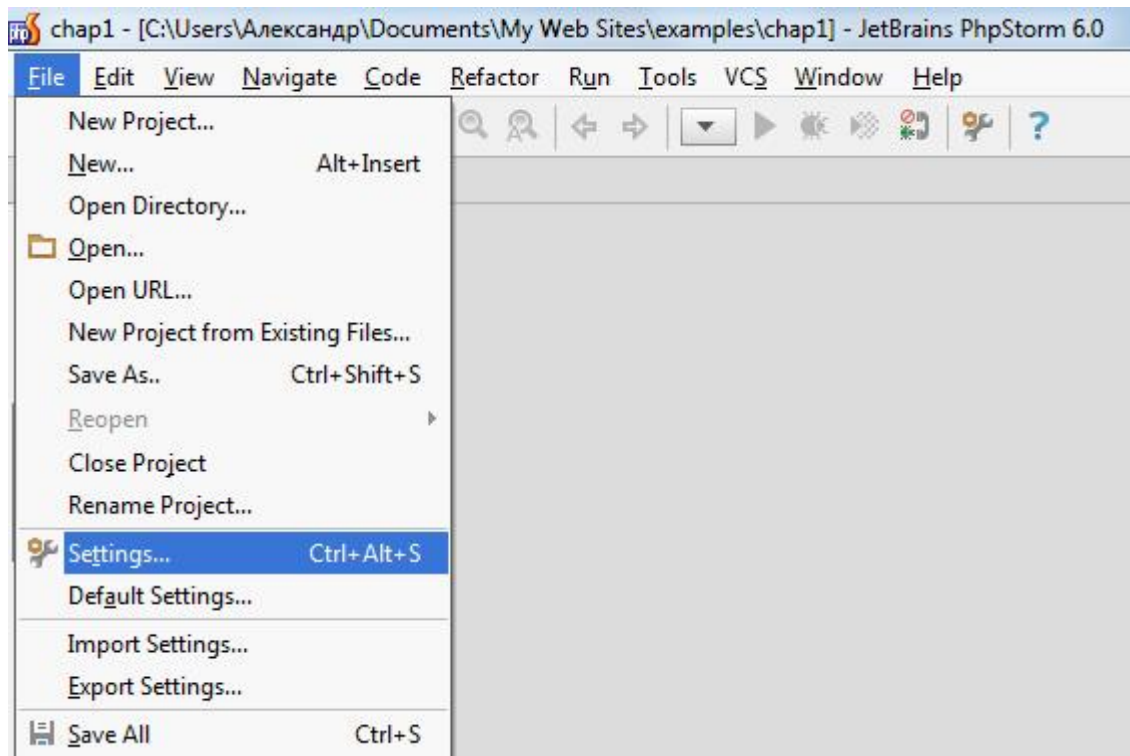 chap1 - [C:\Users\Александр\Documents\My Web Sites\examples\chap1] - JetBrains PhpStorm 6.0
File Edit View Navigate Code Refactor Run Tools VCS Window Help
New Project...
New... Alt+Insert
Open Directory...
Open...
Open URL...
New Project from Existing Files...
Save As.. Ctrl+Shift+S
Reopen
Close Project
Rename Project...
Settings... Ctrl+Alt+S
Default Settings...
Import Settings...
Export Settings...
Save All Ctrl+S